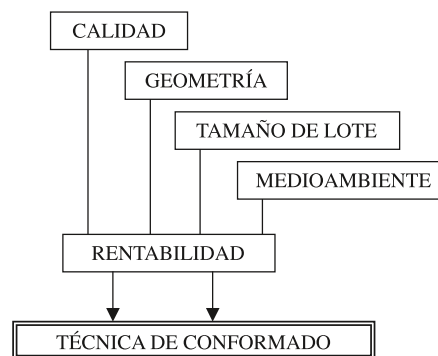 CALIDAD
GEOMETRÍA
TAMAÑO DE LOTE
MEDIOAMBIENTE
RENTABILIDAD
TÉCNICA DE CONFORMADO